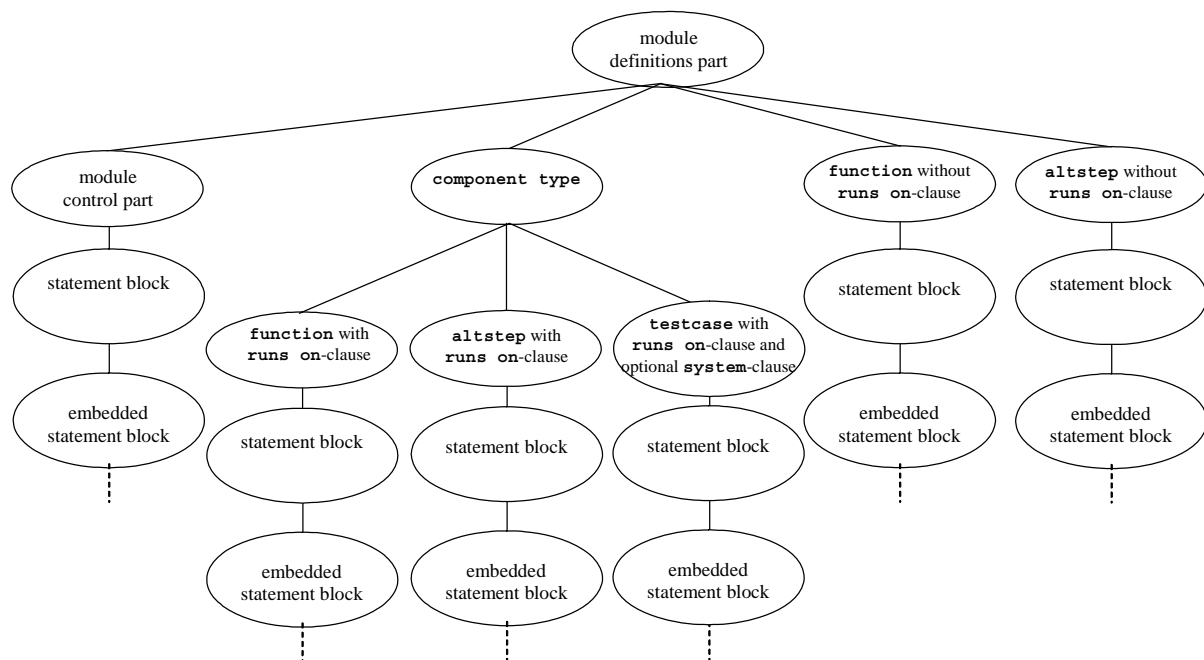 module
definitions part
module
control part
component type
function without
runs on-clause
altstep without
runs on-clause
statement block
statement block
statement block
function with
runs on-clause
altstep with
runs on-clause
testcase with
runs on-clause and
optional system-clause
embedded
statement block
embedded
statement block
embedded
statement block
statement block
statement block
statement block
embedded
statement block
embedded
statement block
embedded
statement block